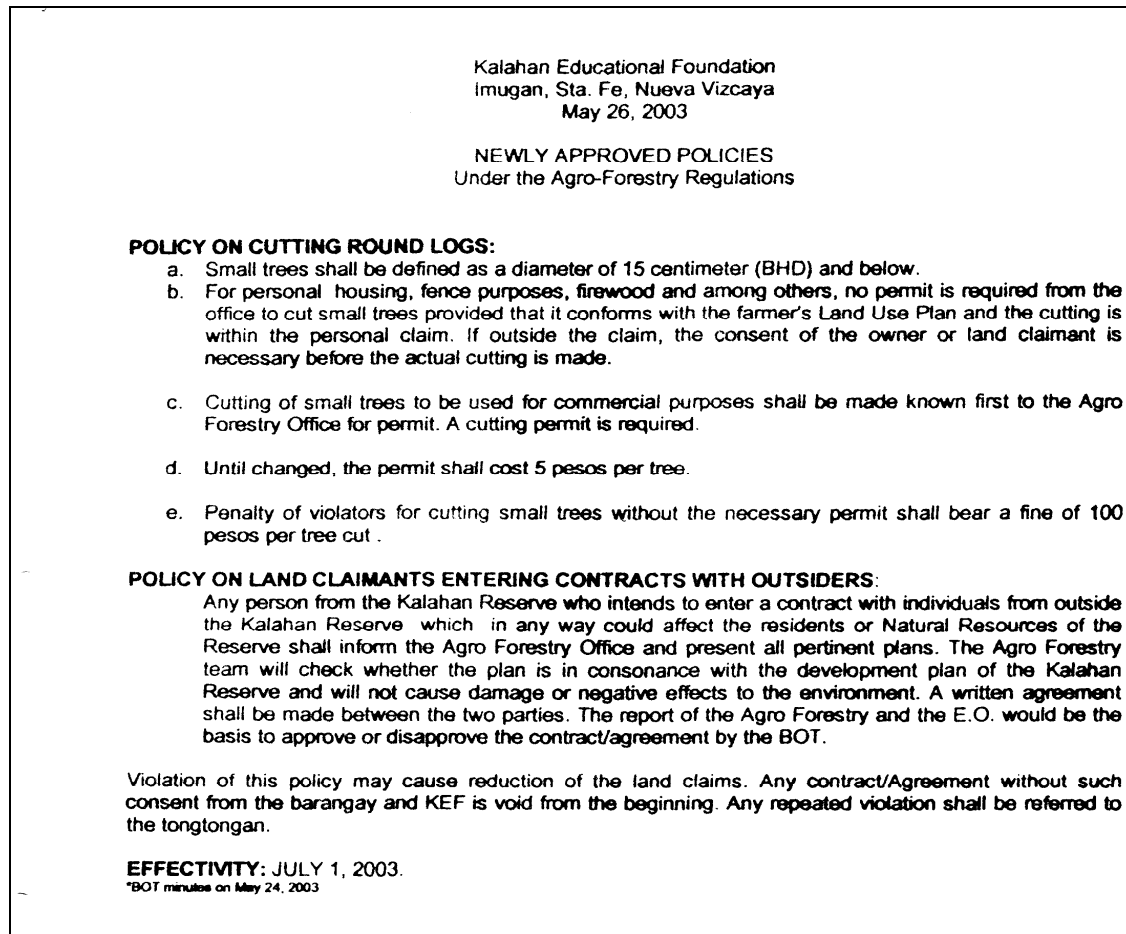 Kalahan Educational Foundation
Imugan, Sta. Fe, Nueva Vizcaya
May 26, 2003
NEWLY APPROVED POLICIES
Under the Agro-Forestry Regulations
POLICY ON CUTTING ROUND LOGS:
a. Small trees shall be defined as a diameter of 15 centimeter (BHD) and below.
b. For personal housing, fence purposes, firewood and among others, no permit is required from the
office to cut small trees provided that it conforms with the farmer's Land Use Plan and the cutting is
within the personal claim. If outside the claim, the consent of the owner or land claimant is
necessary before the actual cutting is made.
c. Cutting of small trees to be used for commercial purposes shall be made known first to the Agro
Forestry Office for permit. A cutting permit is required.
d. Until changed, the permit shall cost 5 pesos per tree.
e. Penalty of violators for cutting small trees without the necessary permit shall bear a fine of 100
pesos per tree cut .
POLICY ON LAND CLAIMANTS ENTERING CONTRACTS WITH OUTSIDERS:
Any person from the Kalahan Reserve who intends to enter a contract with individuals from outside
the Kalahan Reserve which in any way could affect the residents or Natural Resources of the
Reserve shall inform the Agro Forestry Office and present all pertinent plans. The Agro Forestry
team will check whether the plan is in consonance with the development plan of the Kalahan
Reserve and will not cause damage or negative effects to the environment. A written agreement
shall be made between the two parties. The report of the Agro Forestry and the E.O. would be the
basis to approve or disapprove the contract/agreement by the BOT.
Violation of this policy may cause reduction of the land claims. Any contract/Agreement without such
consent from the barangay and KEF is void from the beginning. Any repeated violation shall be referred to
the tongtongan.
EFFECTIVITY: JULY 1, 2003.
*BOT minutes on May 24, 2003